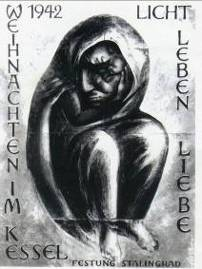 1942
LICHT
LEBEN
LIEBE
WEIHNACHTEN IM KESSEL
FESTUNG STALINGRAD